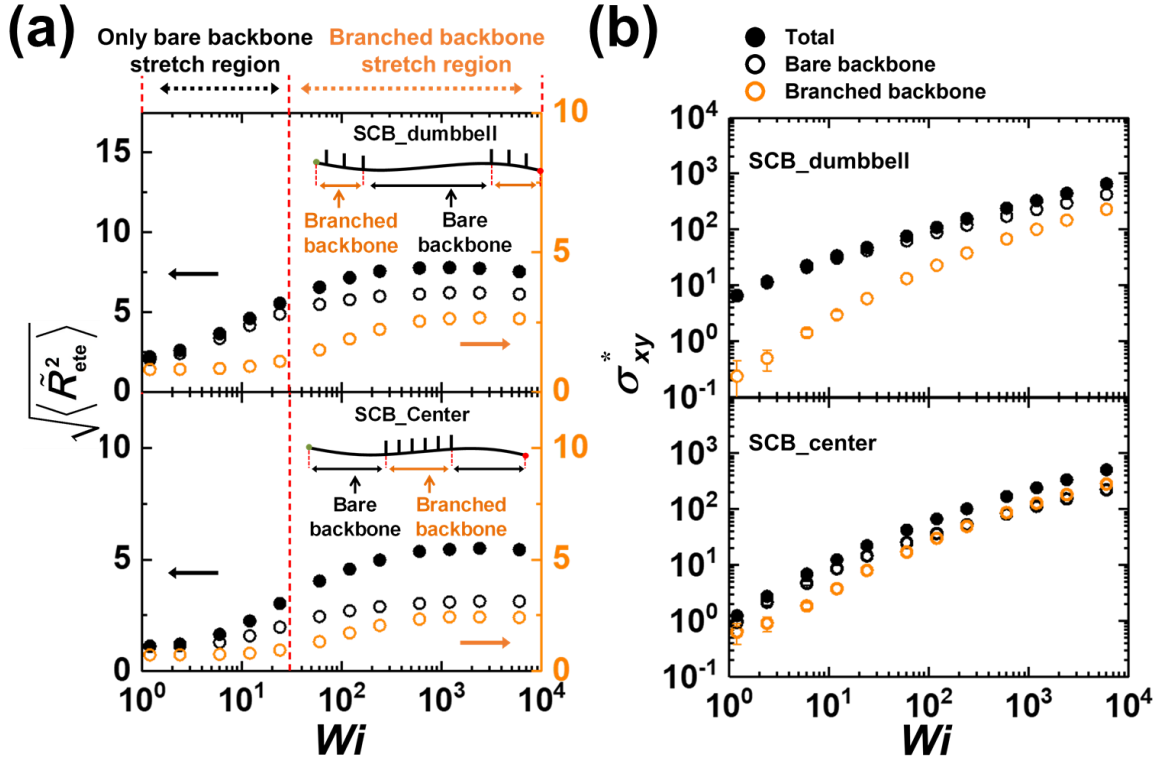 (a)
Only bare backbone
stretch region
Branched backbone
stretch region
SCB_dumbbell
Branched
backbone
Bare
backbone
15
10
5
0
10
5
0
SCB_Center
Bare
backbone
Branched
backbone
10
5
0
10
5
0
√⟨R̃²ete⟩
10⁰ 10¹ 10² 10³ 10⁴
Wi
(b)
Total
Bare backbone
Branched backbone
SCB_dumbbell
10⁴
10³
10²
10¹
10⁰
10⁻¹
SCB_center
10³
10²
10¹
10⁰
10⁻¹
σ*xy
10⁰ 10¹ 10² 10³ 10⁴
Wi